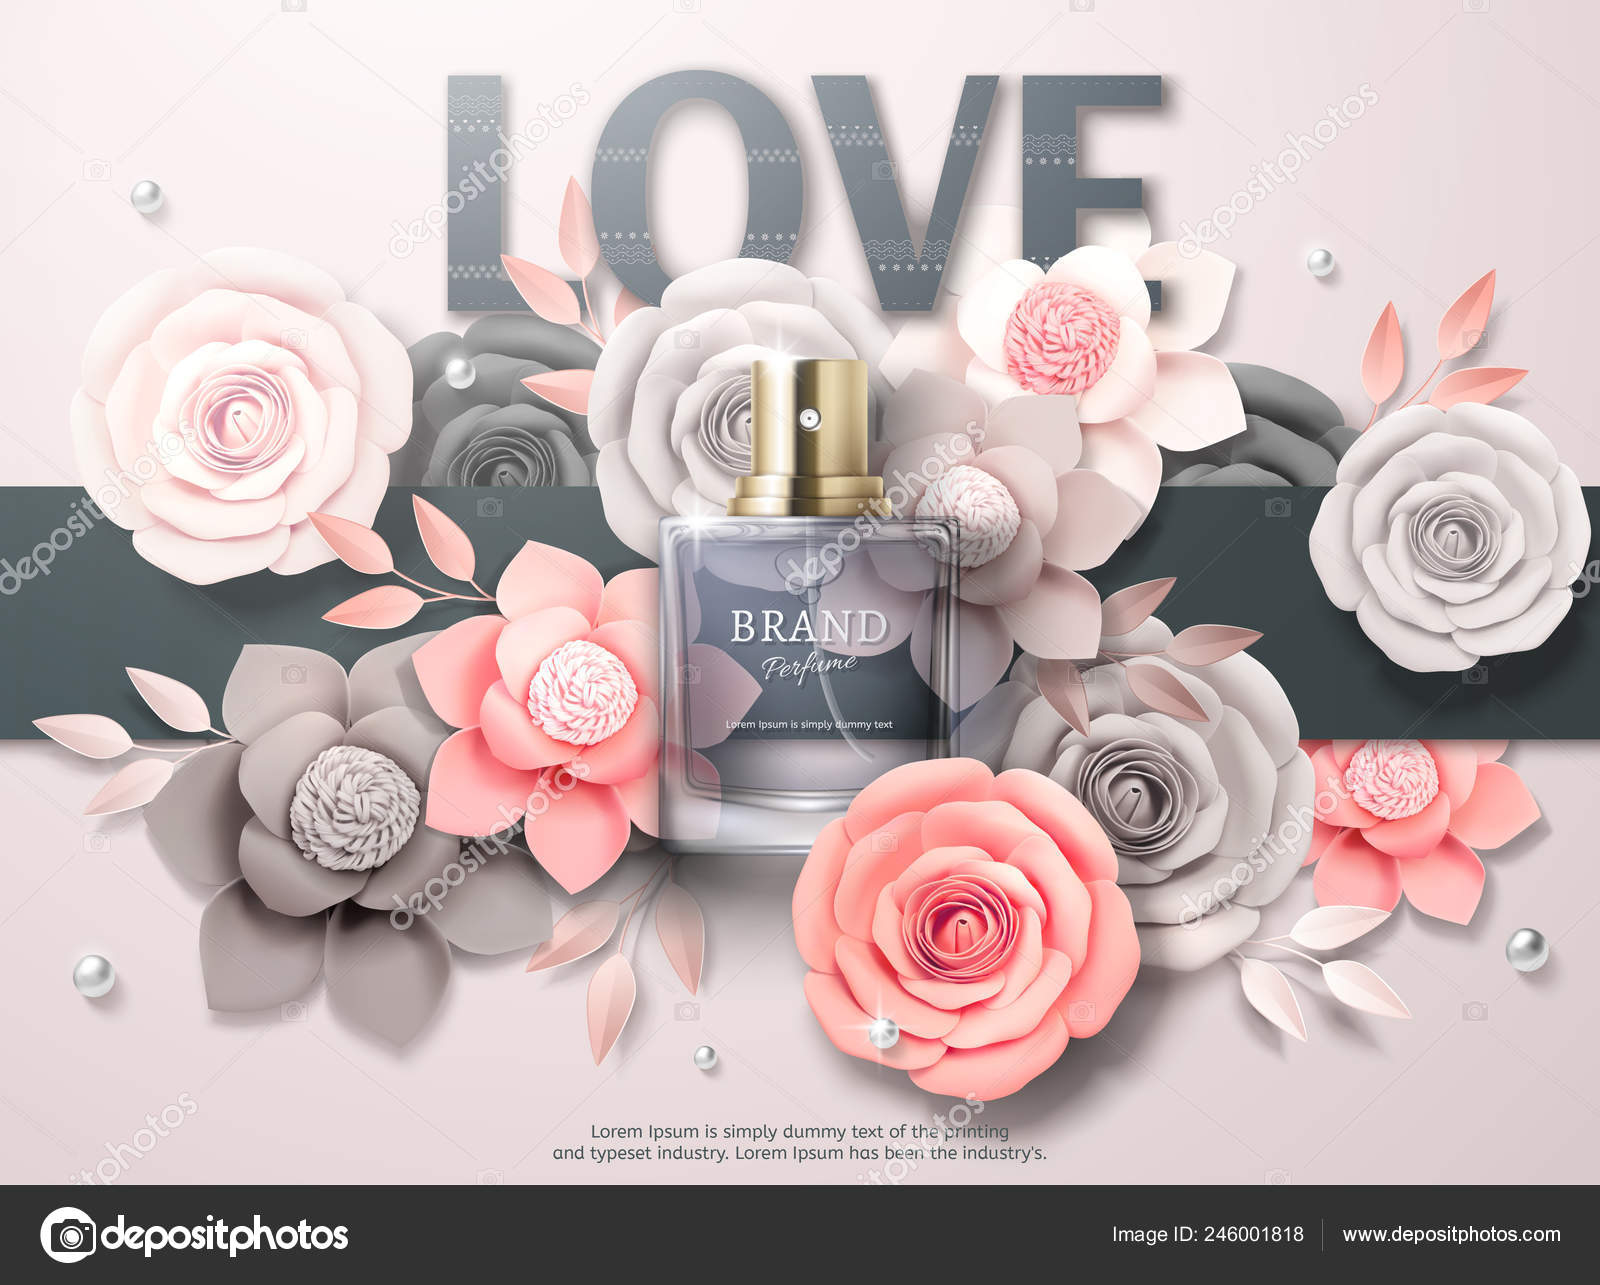 LOVE
BRAND
Perfume
Lorem Ipsum is simply dummy text
Lorem Ipsum is simply dummy text of the printing
and typeset industry. Lorem Ipsum has been the industry's.
depositphotos
Image ID: 246001818 www.depositphotos.com